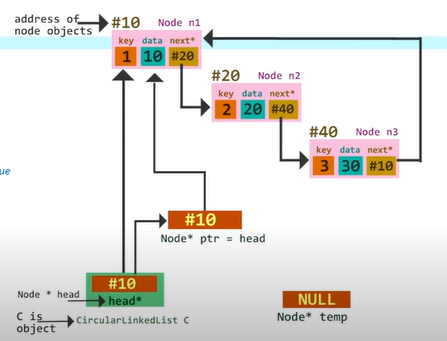 address of
node objects
#10
Node n1
key data next*
1 10 #20
#20
Node n2
key data next*
2 20 #40
#40
Node n3
key data next*
3 30 #10
ue
#10
Node* ptr = head
#10
Node * head
head*
C is
object
CircularLinkedList C
NULL
Node* temp